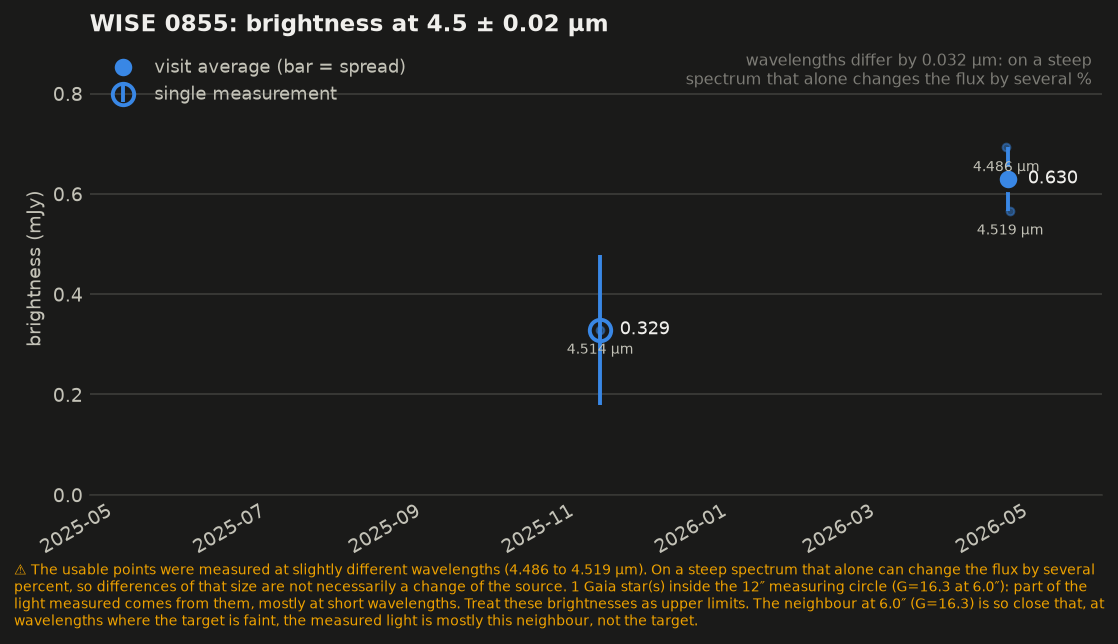 WISE 0855: brightness at 4.5 ± 0.02 µm
visit average (bar = spread)
single measurement
wavelengths differ by 0.032 µm: on a steep
spectrum that alone changes the flux by several %
brightness (mJy)
0.8
0.6
0.4
0.2
0.0
4.486 µm
0.630
4.519 µm
0.329
4.514 µm
2025-05
2025-07
2025-09
2025-11
2026-01
2026-03
2026-05
⚠ The usable points were measured at slightly different wavelengths (4.486 to 4.519 µm). On a steep spectrum that alone can change the flux by several
percent, so differences of that size are not necessarily a change of the source. 1 Gaia star(s) inside the 12″ measuring circle (G=16.3 at 6.0″): part of the
light measured comes from them, mostly at short wavelengths. Treat these brightnesses as upper limits. The neighbour at 6.0″ (G=16.3) is so close that, at
wavelengths where the target is faint, the measured light is mostly this neighbour, not the target.